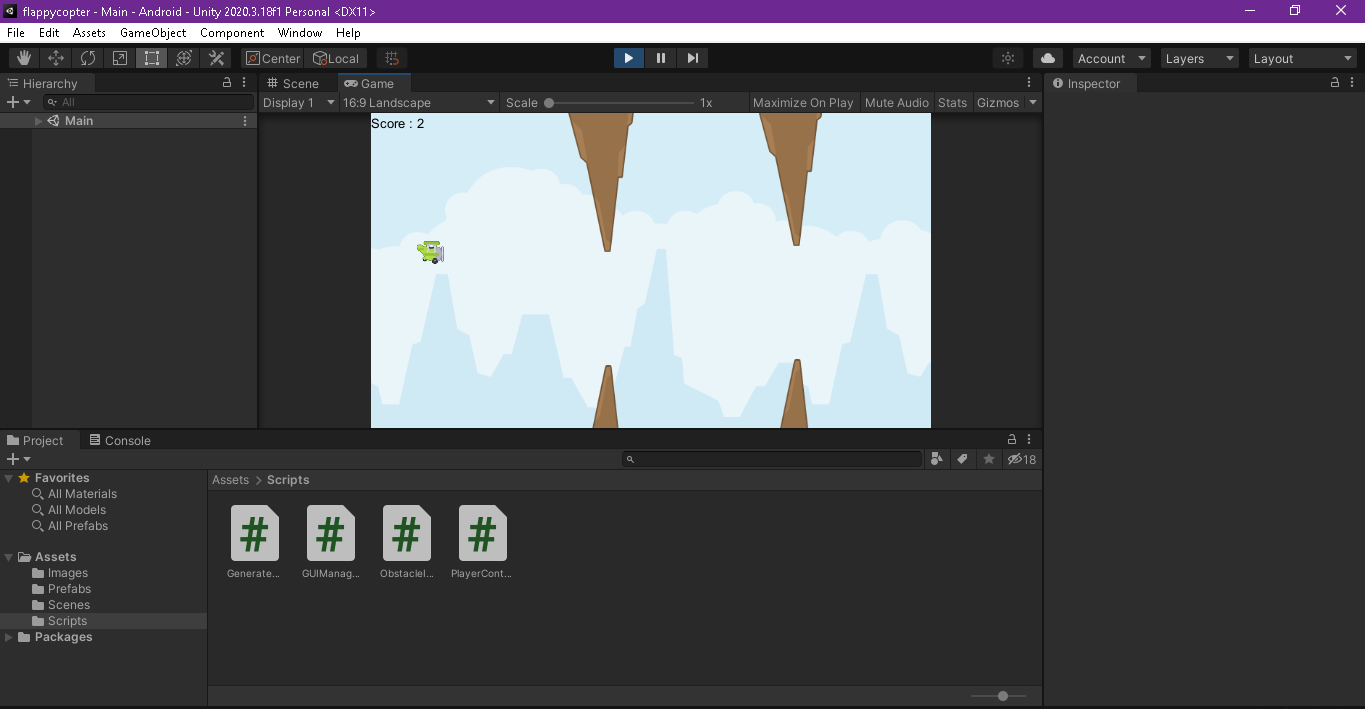 flappycopter - Main - Android - Unity 2020.3.18f1 Personal <DX11>
File Edit Assets GameObject Component Window Help
Center Local Account Layers Layout
Hierarchy Scene Game Inspector
All Display 1 16:9 Landscape Scale 1x Maximize On Play Mute Audio Stats Gizmos
Main
Score : 2
Project Console
18
Favorites
All Materials
All Models
All Prefabs
Assets
Images
Prefabs
Scenes
Scripts
Packages
Assets > Scripts
Generate... GUIManag... ObstacleI... PlayerCont...